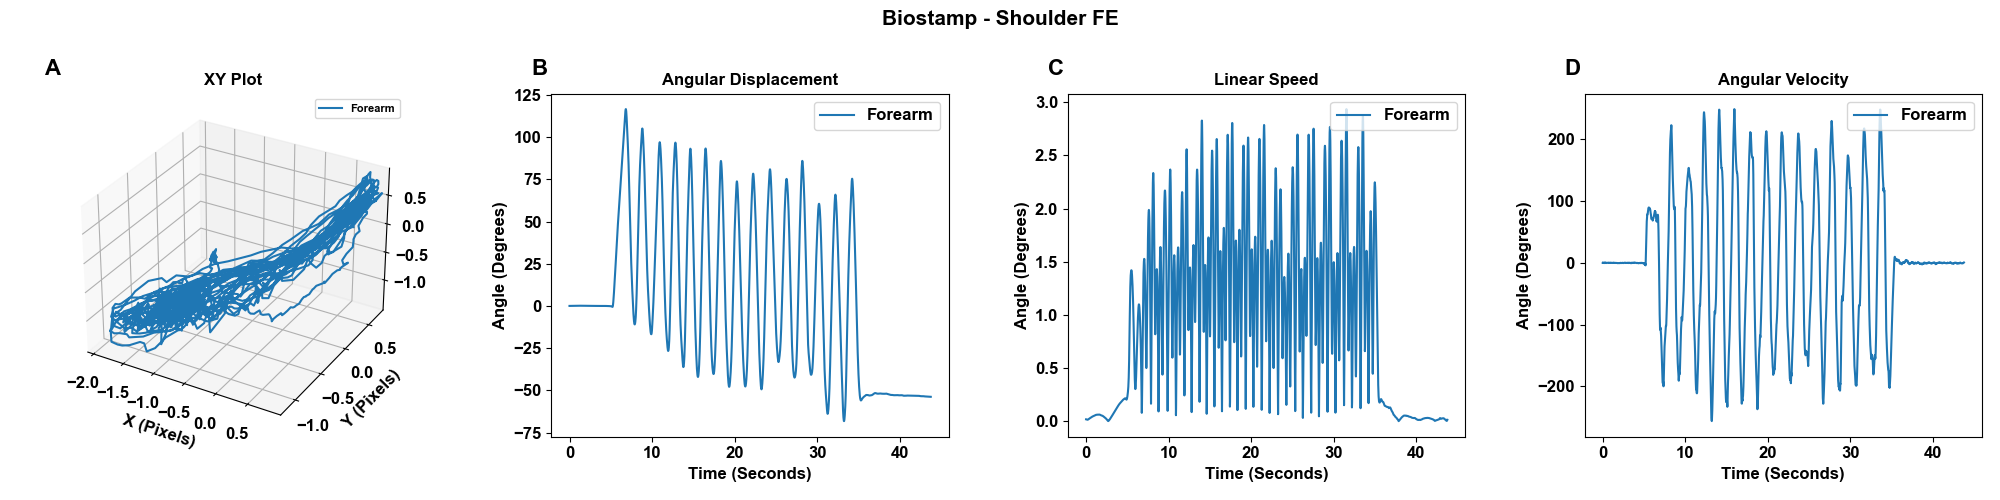 Biostamp - Shoulder FE
A
XY Plot
Forearm
0.5
0.0
−0.5
−1.0
−2.0
−1.5
−1.0
−0.5
0.0
0.5
X (Pixels)
−1.0
−0.5
0.0
0.5
Y (Pixels)
B
Angular Displacement
Forearm
125
100
75
50
25
0
−25
−50
−75
Angle (Degrees)
0 10 20 30 40
Time (Seconds)
C
Linear Speed
Forearm
3.0
2.5
2.0
1.5
1.0
0.5
0.0
Angle (Degrees)
0 10 20 30 40
Time (Seconds)
D
Angular Velocity
Forearm
200
100
0
−100
−200
Angle (Degrees)
0 10 20 30 40
Time (Seconds)